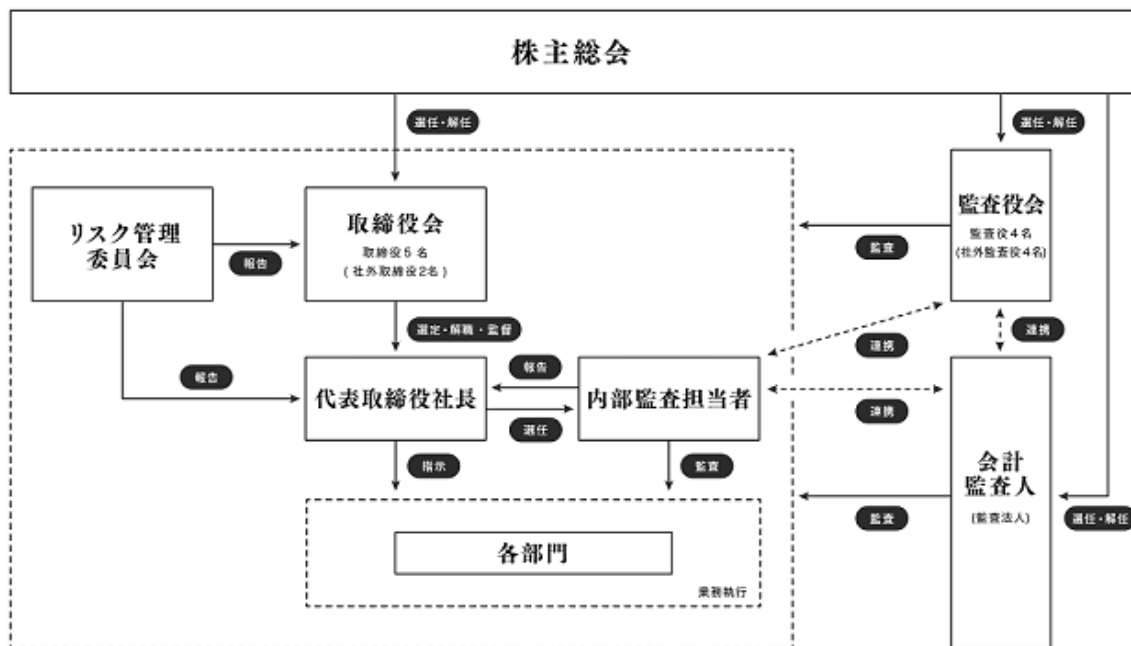 株主総会
選任・解任
選任・解任
リスク管理
委員会
報告
取締役会
取締役5名
(社外取締役2名)
監査
監査役会
監査役4名
(社外監査役4名)
選定・解職・監督
連携
連携
報告
代表取締役社長
報告
選任
内部監査担当者
連携
指示
監査
会計
監査人
(監査法人)
監査
選任・解任
各部門
業務執行